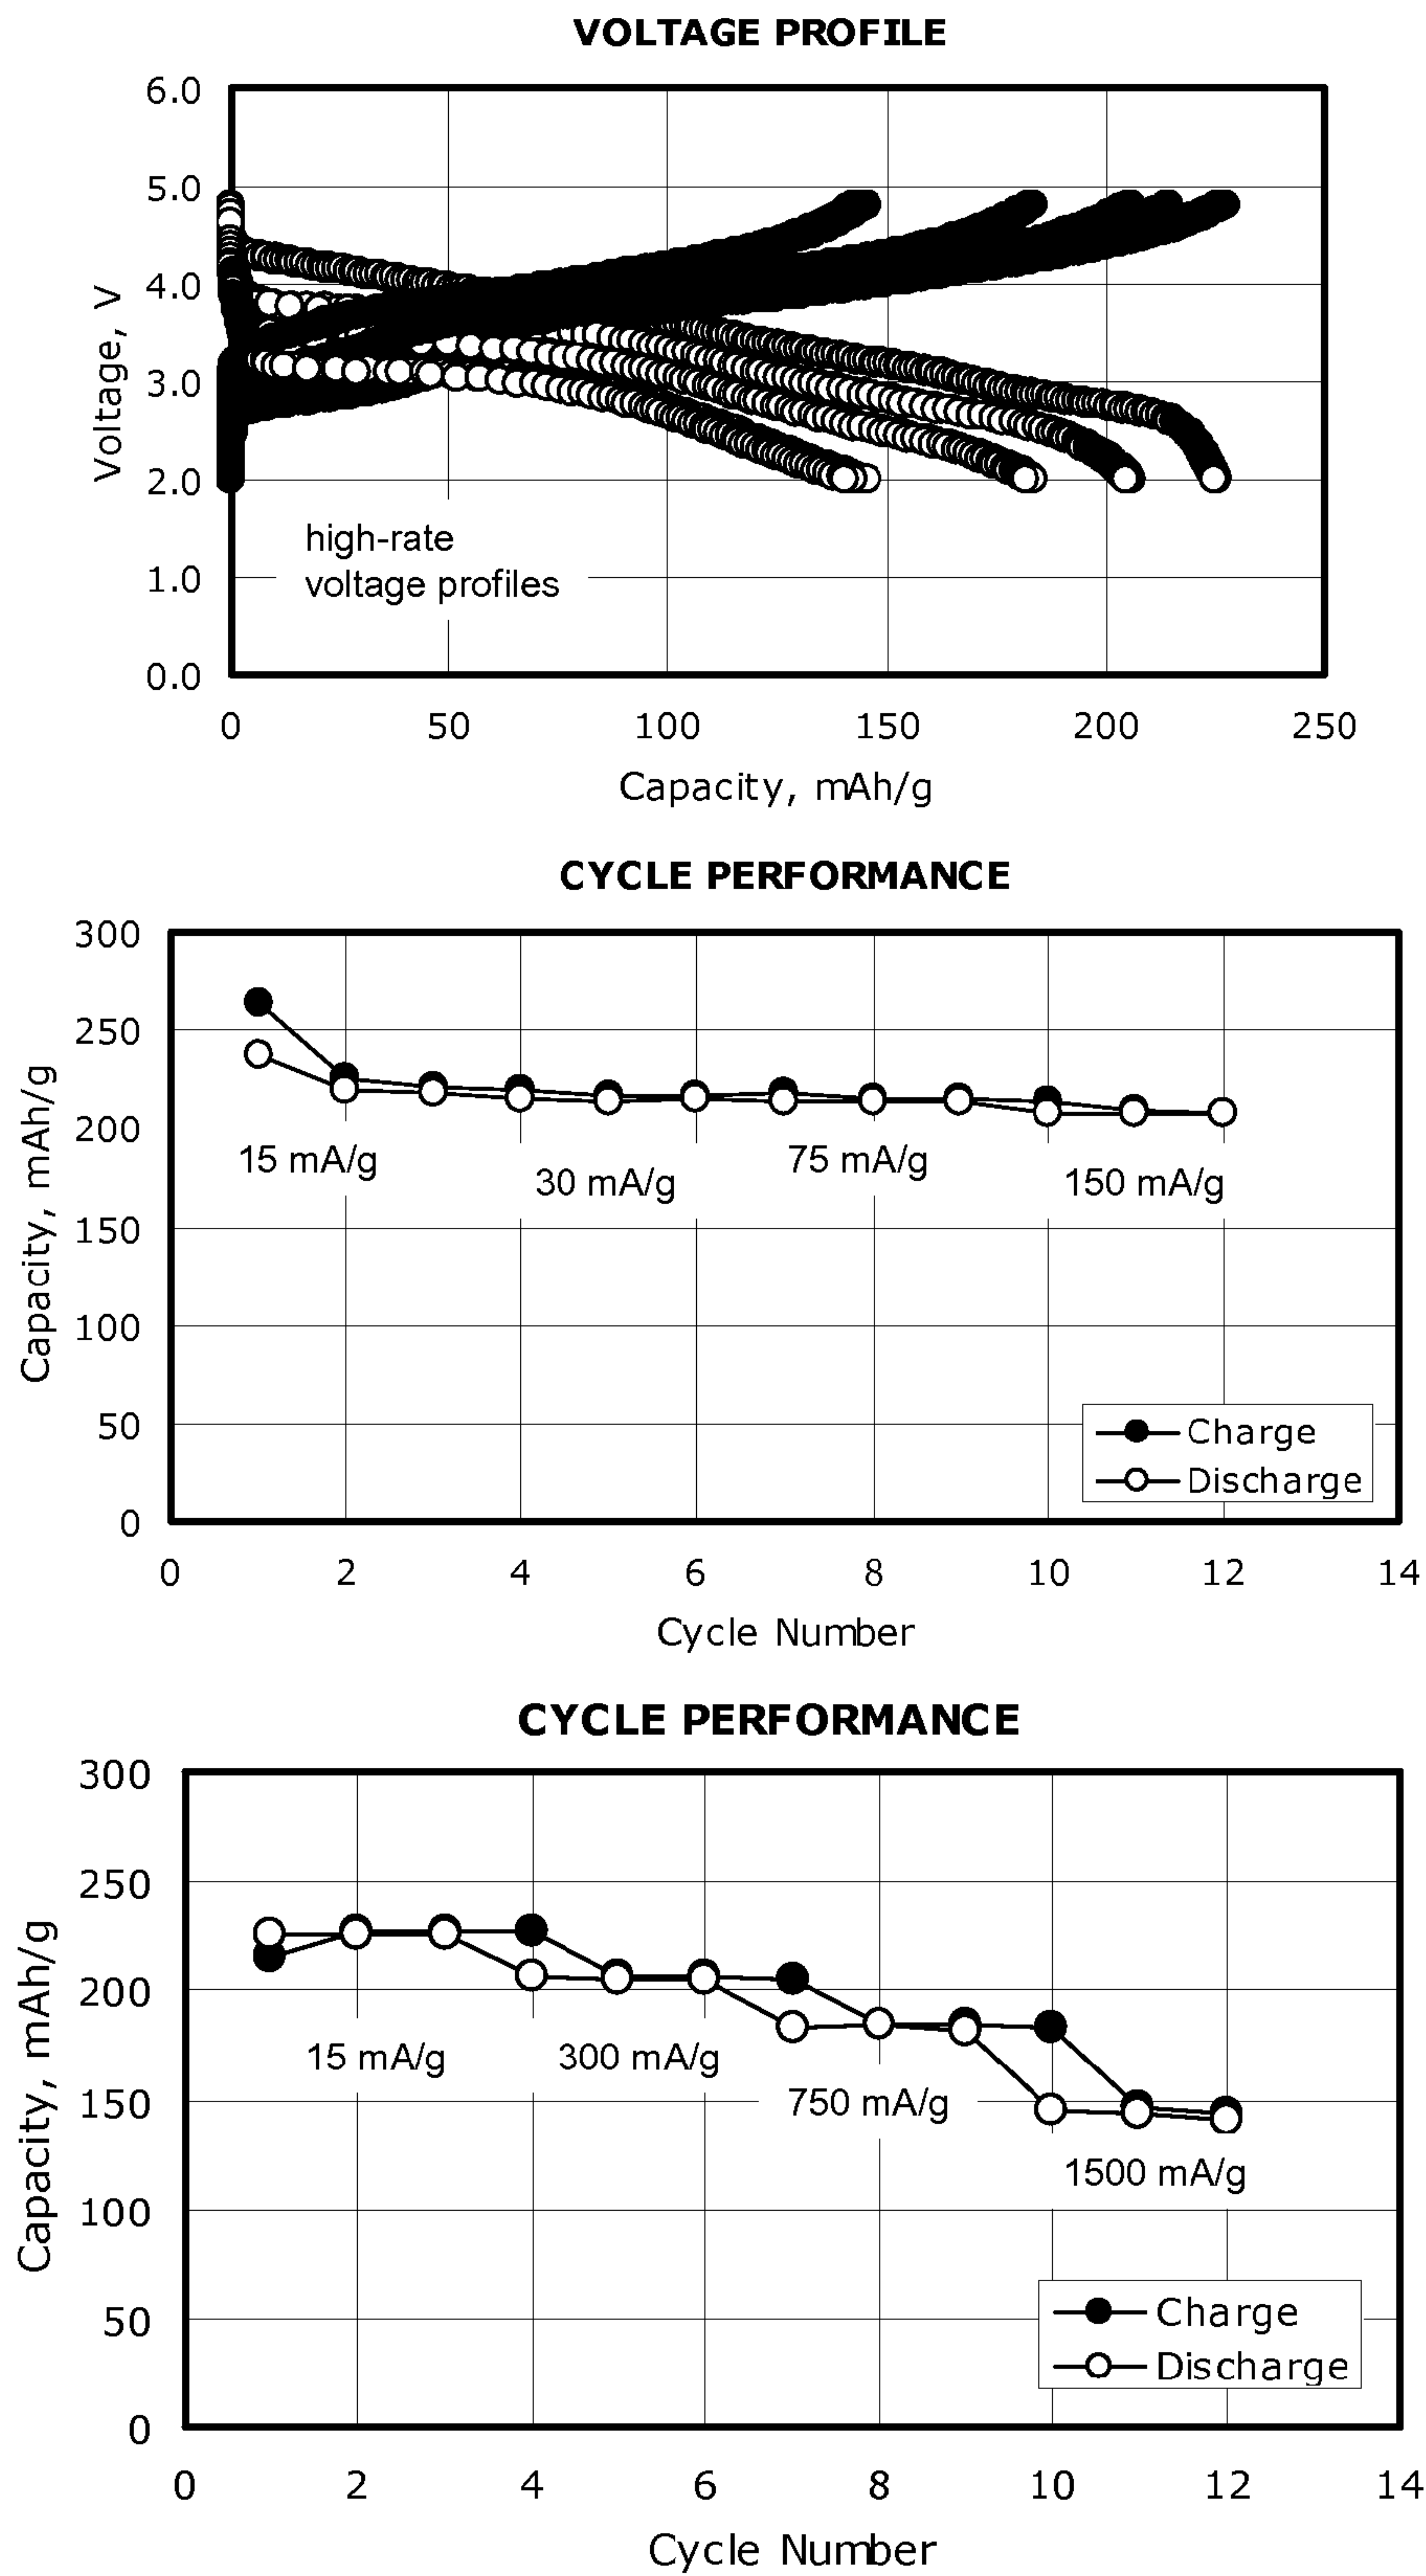 VOLTAGE PROFILE
6.0
5.0
4.0
3.0
2.0
1.0
0.0
Voltage, V
high-rate
voltage profiles
0 50 100 150 200 250
Capacity, mAh/g
CYCLE PERFORMANCE
300
250
200
150
100
50
0
Capacity, mAh/g
15 mA/g
30 mA/g
75 mA/g
150 mA/g
Charge
Discharge
0 2 4 6 8 10 12 14
Cycle Number
CYCLE PERFORMANCE
300
250
200
150
100
50
0
Capacity, mAh/g
15 mA/g
300 mA/g
750 mA/g
1500 mA/g
Charge
Discharge
0 2 4 6 8 10 12 14
Cycle Number